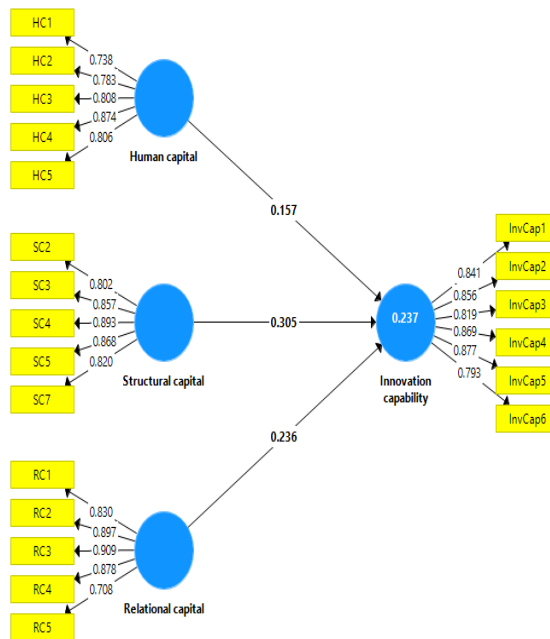 HC1
HC2
HC3
HC4
HC5
0.738
0.783
0.808
0.874
0.806
Human capital
0.157
SC2
SC3
SC4
SC5
SC7
0.802
0.857
0.893
0.868
0.820
Structural capital
0.305
RC1
RC2
RC3
RC4
RC5
0.830
0.897
0.909
0.878
0.708
Relational capital
0.236
0.237
Innovation
capability
0.841
0.856
0.819
0.869
0.877
0.793
InvCap1
InvCap2
InvCap3
InvCap4
InvCap5
InvCap6